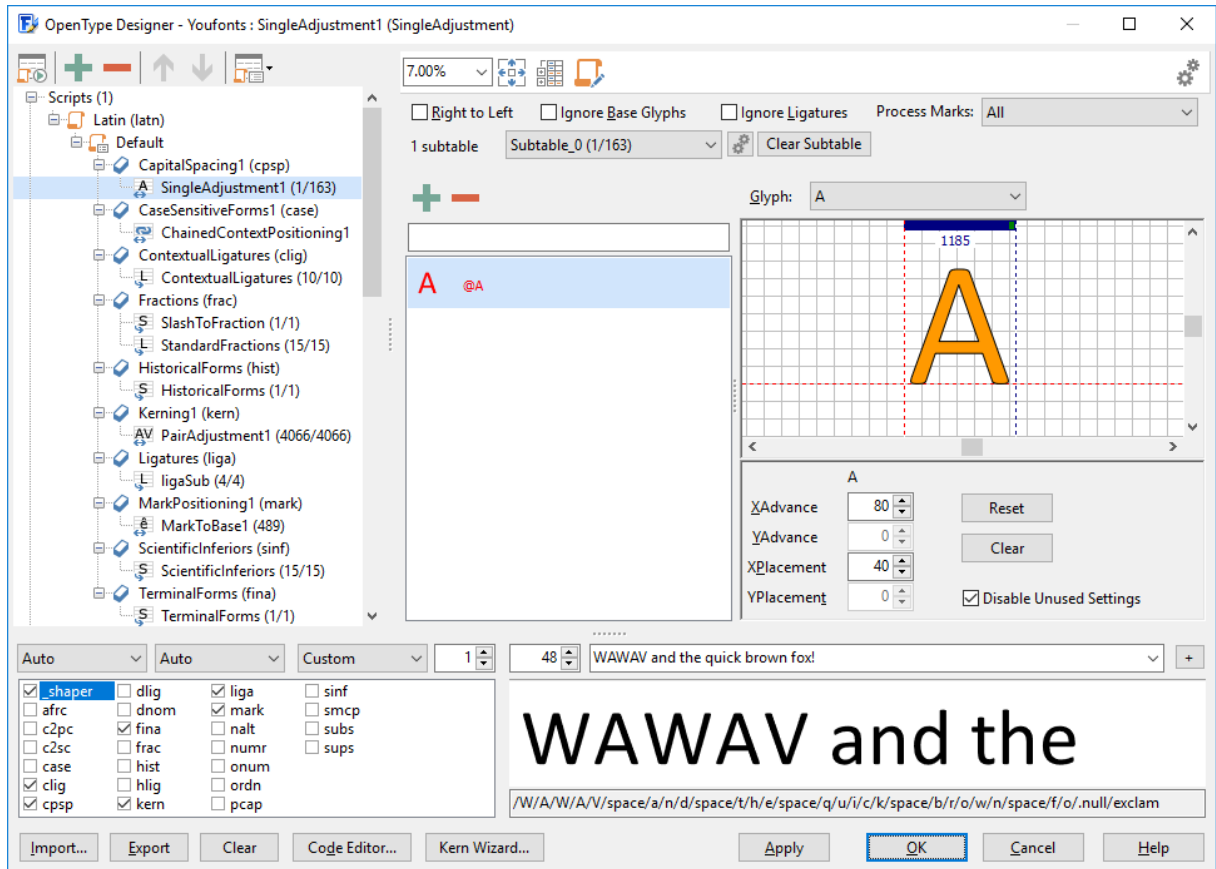 OpenType Designer - Youfonts : SingleAdjustment1 (SingleAdjustment)
7.00%
Scripts (1)
Latin (latn)
Default
CapitalSpacing1 (cpsp)
A SingleAdjustment1 (1/163)
CaseSensitiveForms1 (case)
ChainedContextPositioning1
ContextualLigatures (clig)
L ContextualLigatures (10/10)
Fractions (frac)
S SlashToFraction (1/1)
L StandardFractions (15/15)
HistoricalForms (hist)
S HistoricalForms (1/1)
Kerning1 (kern)
AV PairAdjustment1 (4066/4066)
Ligatures (liga)
L ligaSub (4/4)
MarkPositioning1 (mark)
MarkToBase1 (489)
ScientificInferiors (sinf)
S ScientificInferiors (15/15)
TerminalForms (fina)
S TerminalForms (1/1)
Right to Left Ignore Base Glyphs Ignore Ligatures Process Marks: All
1 subtable Subtable_0 (1/163) Clear Subtable
Glyph: A
A @A
1185
A
A
XAdvance 80 Reset
YAdvance 0 Clear
XPlacement 40
YPlacement 0 Disable Unused Settings
Auto Auto Custom 1 48 WAWAV and the quick brown fox! +
_shaper dlig liga sinf
afrc dnom mark smcp
c2pc fina nalt subs
c2sc frac numr sups
case hist onum
clig hlig ordn
cpsp kern pcap
WAWAV and the
/W/A/W/A/V/space/a/n/d/space/t/h/e/space/q/u/i/c/k/space/b/r/o/w/n/space/f/o/.null/exclam
Import... Export Clear Code Editor... Kern Wizard... Apply OK Cancel Help